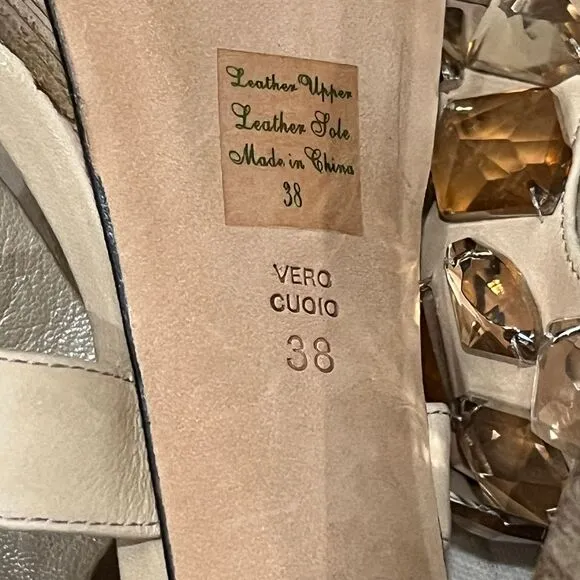 Leather Upper
Leather Sole
Made in China
38
VERO
CUOIO
38